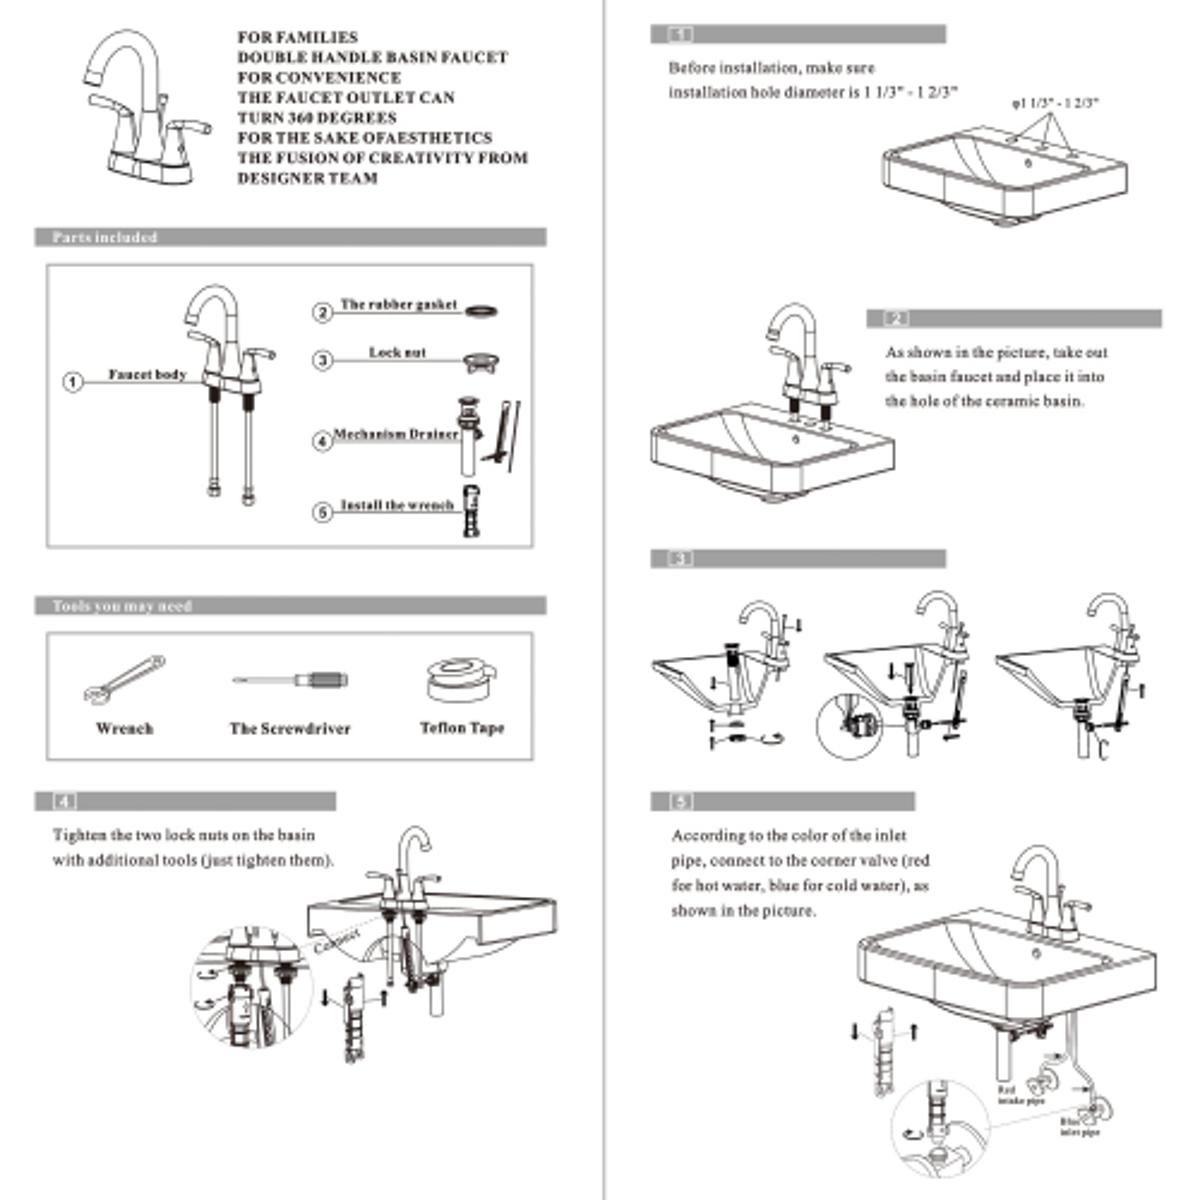 FOR FAMILIES
DOUBLE HANDLE BASIN FAUCET
FOR CONVENIENCE
THE FAUCET OUTLET CAN
TURN 360 DEGREES
FOR THE SAKE OFAESTHETICS
THE FUSION OF CREATIVITY FROM
DESIGNER TEAM
Parts included
1 Faucet body
2 The rubber gasket
3 Lock nut
4 Mechanism Drainer
5 Install the wrench
Tools you may need
Wrench
The Screwdriver
Teflon Tape
4
Tighten the two lock nuts on the basin
with additional tools (just tighten them).
Connect
1
Before installation, make sure
installation hole diameter is 1 1/3" - 1 2/3"
φ1 1/3" - 1 2/3"
2
As shown in the picture, take out
the basin faucet and place it into
the hole of the ceramic basin.
3
5
According to the color of the inlet
pipe, connect to the corner valve (red
for hot water, blue for cold water), as
shown in the picture.
Red
intake pipe
Blue
inlet pipe